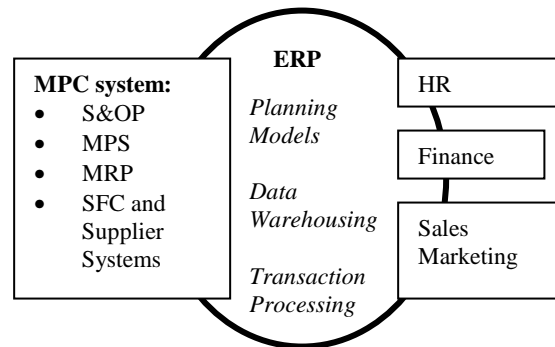 MPC system:
• S&OP
• MPS
• MRP
• SFC and
Supplier
Systems
ERP
Planning
Models
Data
Warehousing
Transaction
Processing
HR
Finance
Sales
Marketing